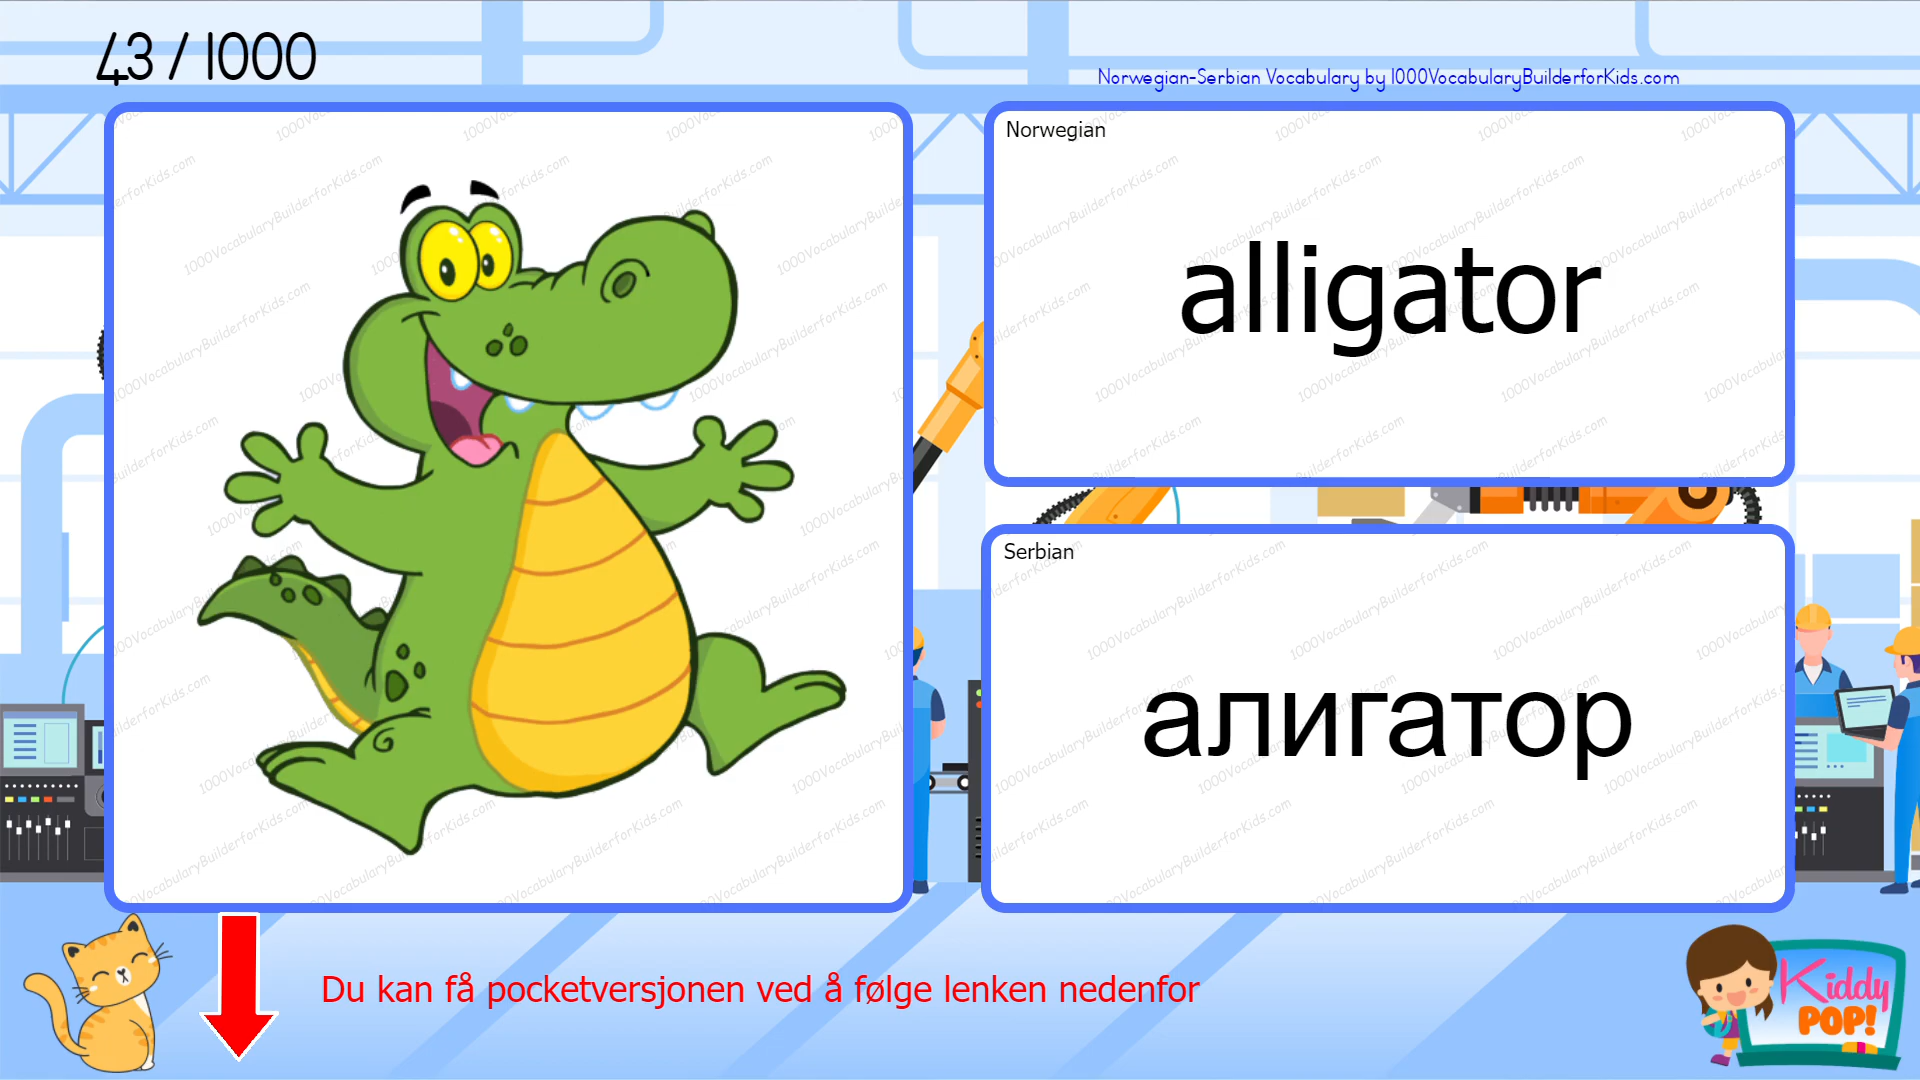 43 / 1000
Norwegian-Serbian Vocabulary by 1000VocabularyBuilderforKids.com
Norwegian
alligator
Serbian
алигатор
Du kan få pocketversjonen ved å følge lenken nedenfor
Kiddy
POP!